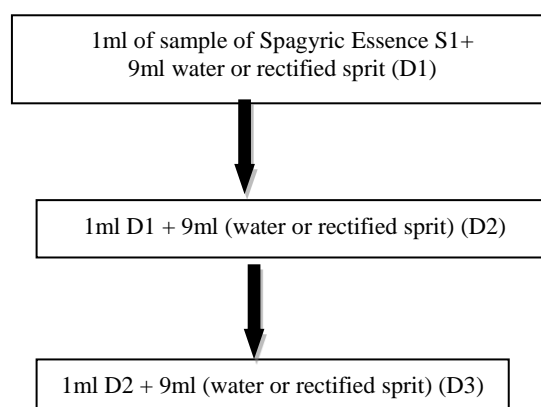 1ml of sample of Spagyric Essence S1+
9ml water or rectified sprit (D1)
1ml D1 + 9ml (water or rectified sprit) (D2)
1ml D2 + 9ml (water or rectified sprit) (D3)